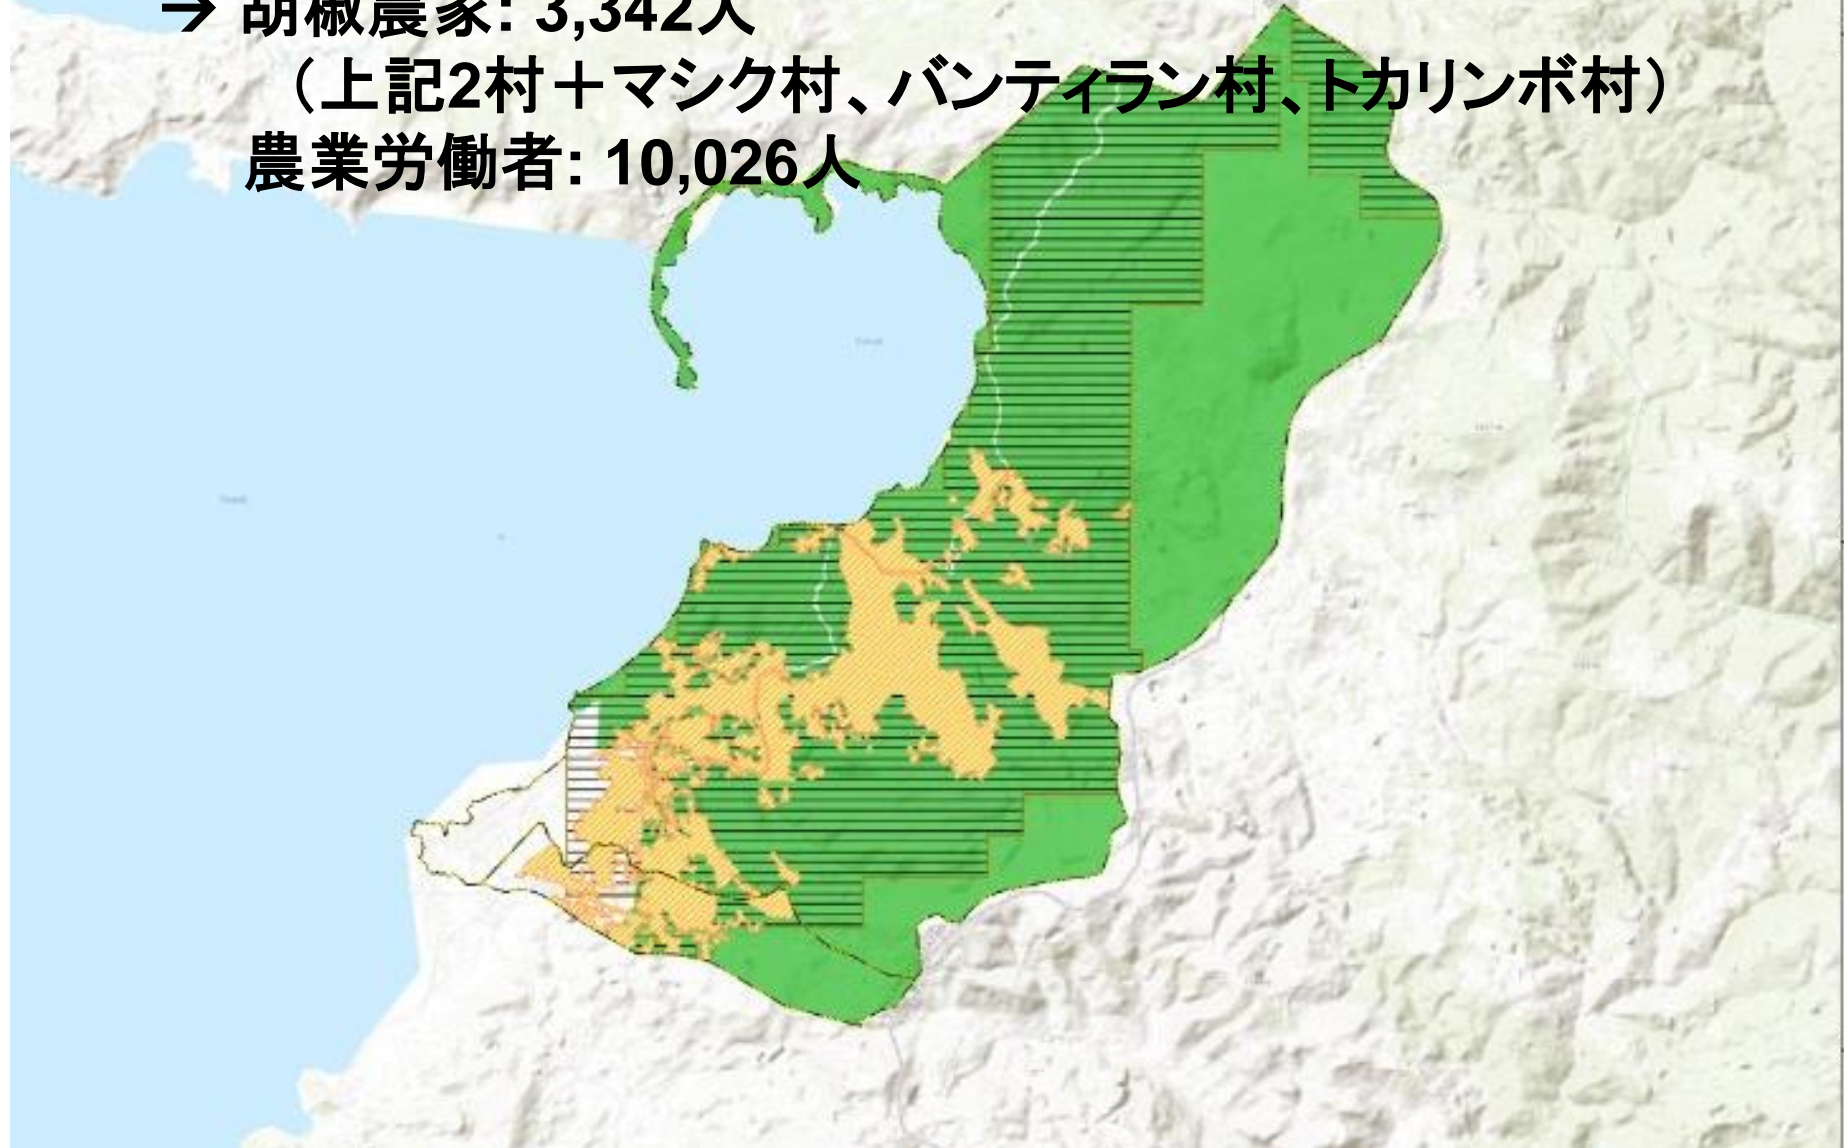 → 胡椒農家: 3,342人
（上記2村＋マシク村、バンティラン村、トカリンボ村）
農業労働者: 10,026人